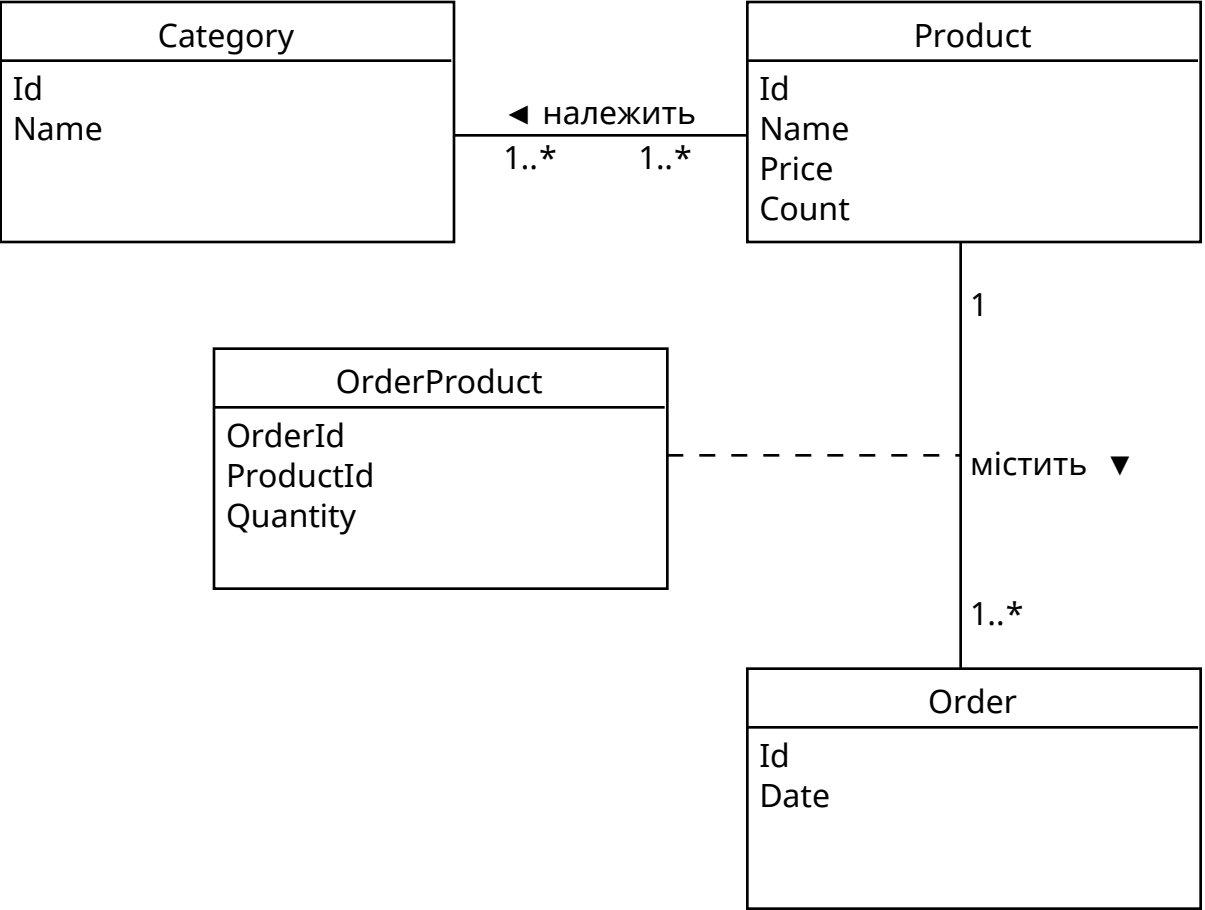 Category
Id
Name
◄ належить
1..*
1..*
Product
Id
Name
Price
Count
1
OrderProduct
OrderId
ProductId
Quantity
містить ▼
1..*
Order
Id
Date